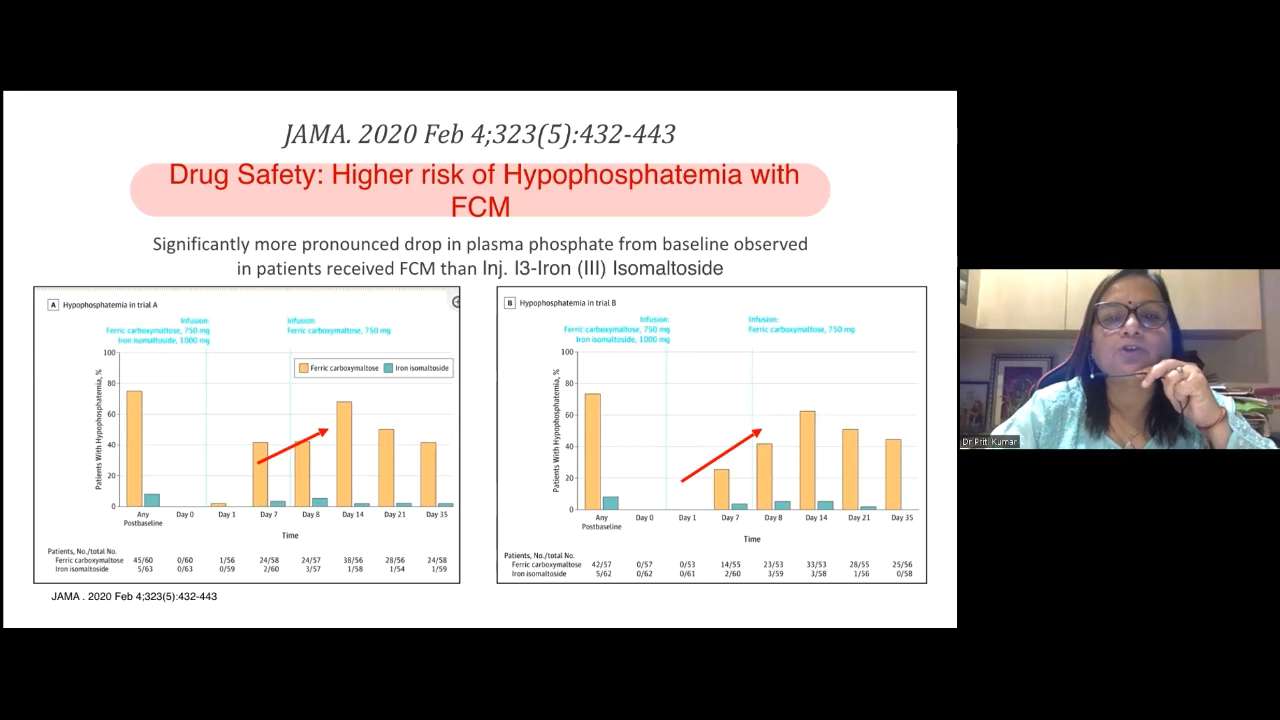 JAMA. 2020 Feb 4;323(5):432-443
Drug Safety: Higher risk of Hypophosphatemia with
FCM
Significantly more pronounced drop in plasma phosphate from baseline observed
in patients received FCM than Inj. I3-Iron (III) Isomaltoside
A Hypophosphatemia in trial A
Infusion:
Ferric carboxymaltose, 750 mg
Iron isomaltoside, 1000 mg
Infusion:
Ferric carboxymaltose, 750 mg
Ferric carboxymaltose Iron isomaltoside
Patients With Hypophosphatemia, %
100
80
60
40
20
0
Any Postbaseline Day 0 Day 1 Day 7 Day 8 Day 14 Day 21 Day 35
Time
Patients, No./total No.
Ferric carboxymaltose 45/60 0/60 1/56 24/58 24/57 38/56 28/56 24/58
Iron isomaltoside 5/63 0/63 0/59 2/60 3/57 1/58 1/54 1/59
B Hypophosphatemia in trial B
Infusion:
Ferric carboxymaltose, 750 mg
Iron isomaltoside, 1000 mg
Infusion:
Ferric carboxymaltose, 750 mg
Patients With Hypophosphatemia, %
100
80
60
40
20
0
Any Postbaseline Day 0 Day 1 Day 7 Day 8 Day 14 Day 21 Day 35
Time
Patients, No./total No.
Ferric carboxymaltose 42/57 0/57 0/53 14/55 23/53 33/53 28/55 25/56
Iron isomaltoside 5/62 0/62 0/61 2/60 3/59 3/58 1/56 0/58
JAMA . 2020 Feb 4;323(5):432-443
Dr Priti Kumar